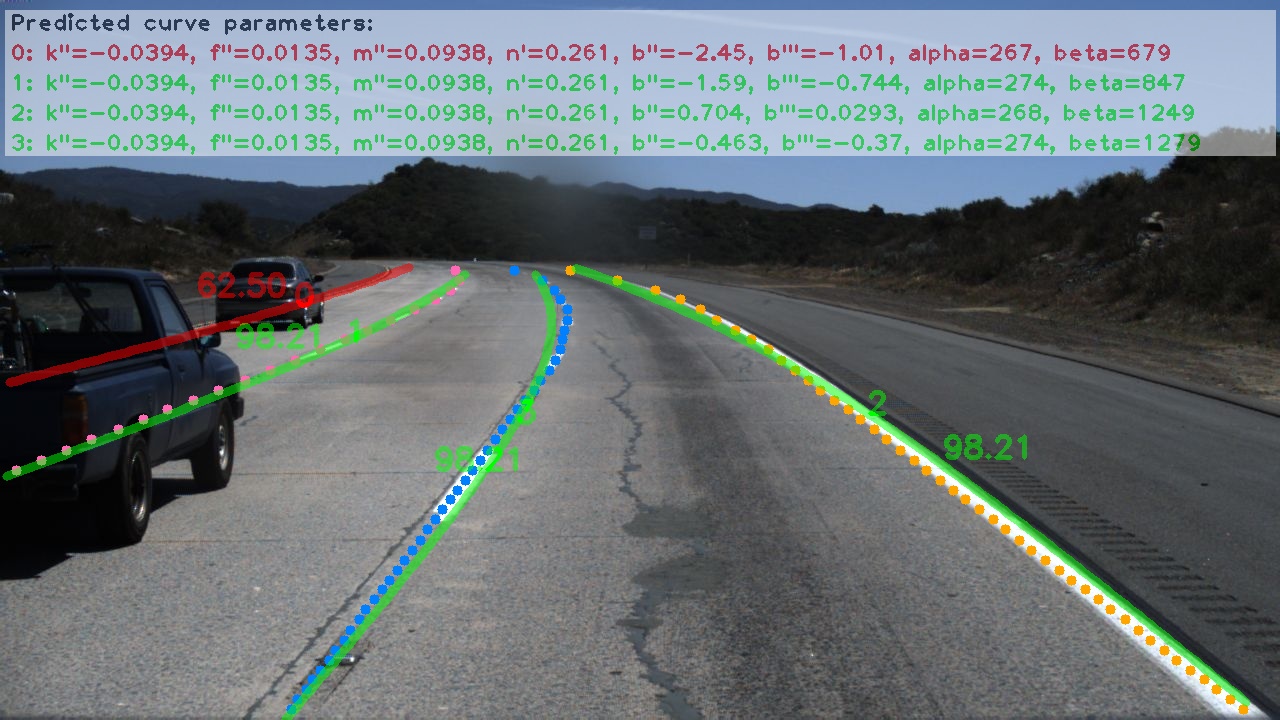 Predicted curve parameters:
0: k''=-0.0394, f''=0.0135, m''=0.0938, n'=0.261, b''=-2.45, b'''=-1.01, alpha=267, beta=679
1: k''=-0.0394, f''=0.0135, m''=0.0938, n'=0.261, b''=-1.59, b'''=-0.744, alpha=274, beta=847
2: k''=-0.0394, f''=0.0135, m''=0.0938, n'=0.261, b''=0.704, b'''=0.0293, alpha=268, beta=1249
3: k''=-0.0394, f''=0.0135, m''=0.0938, n'=0.261, b''=-0.463, b'''=-0.37, alpha=274, beta=1279
62.50 0
98.21 1
2
3
98.21
98.21